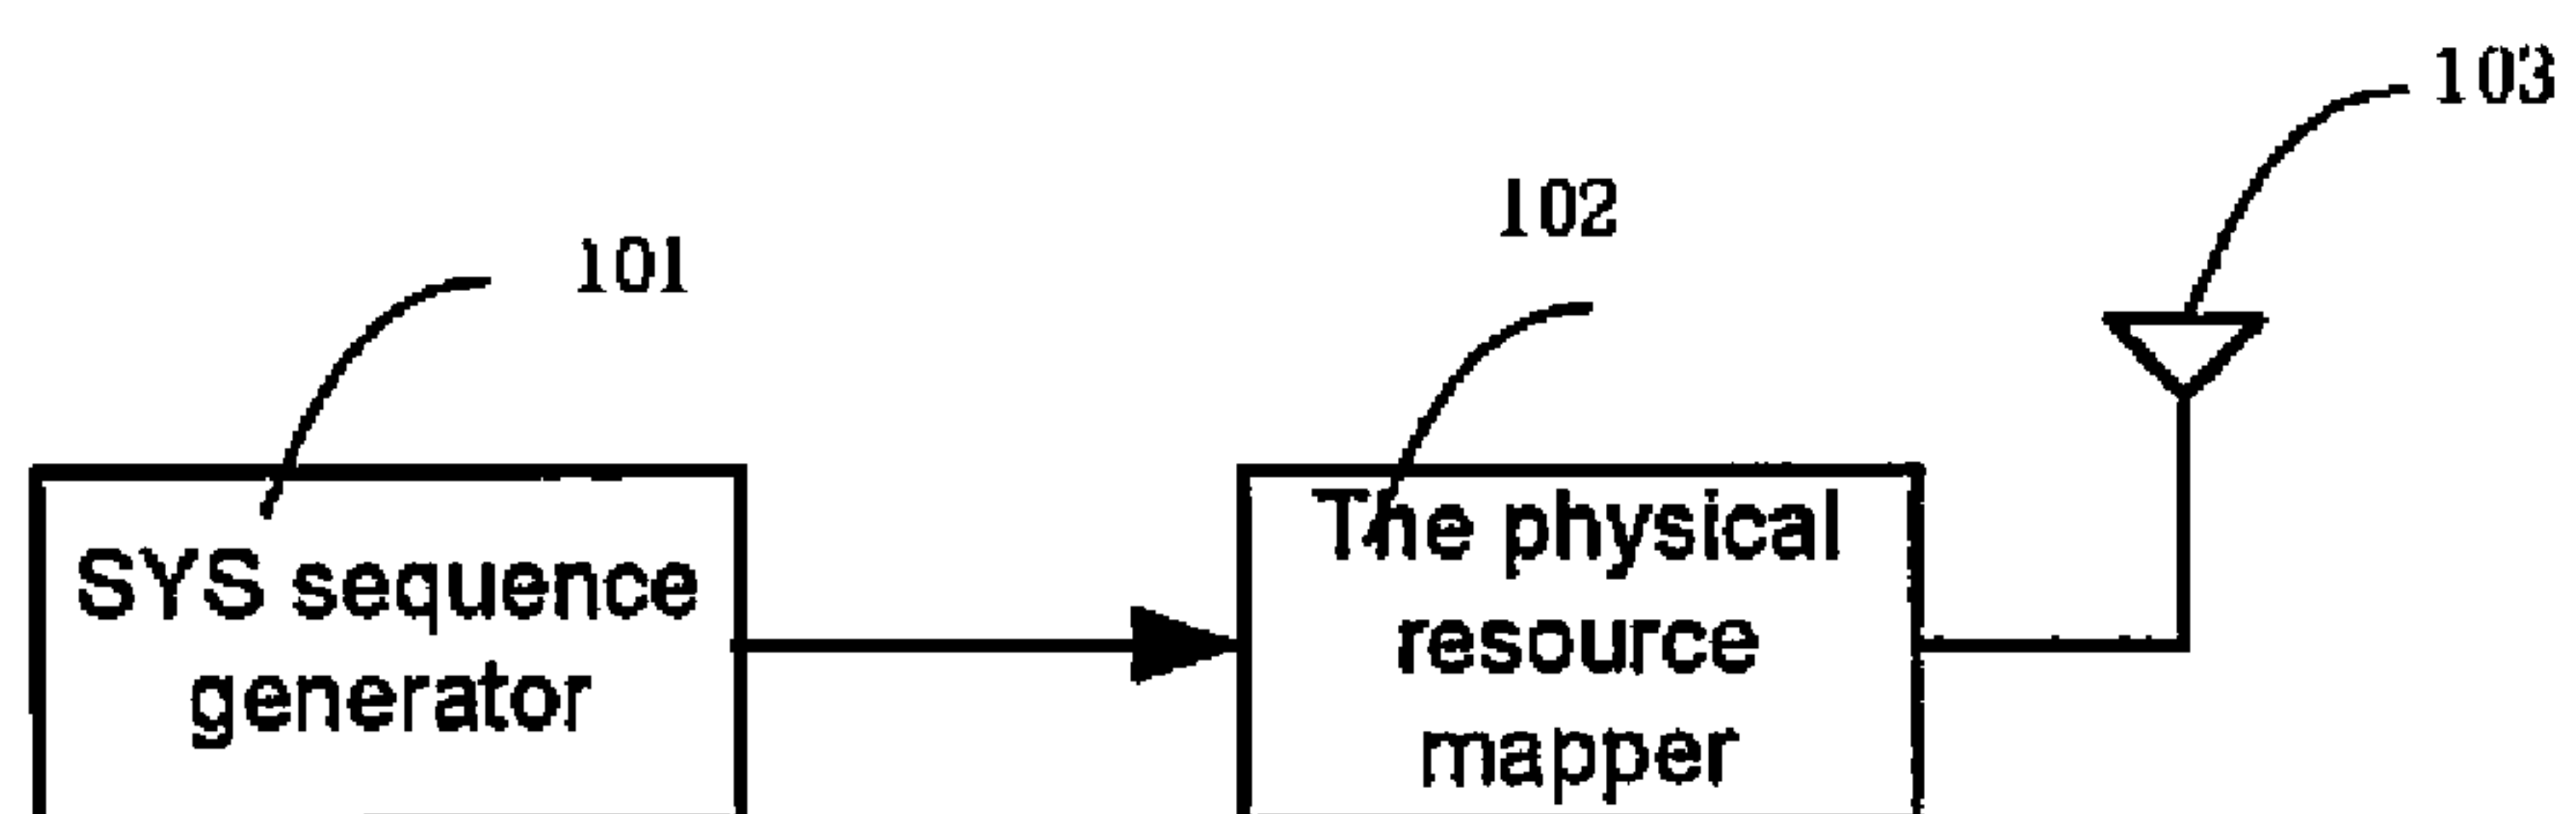 103
102
101
SYS sequence
generator
The physical
resource
mapper